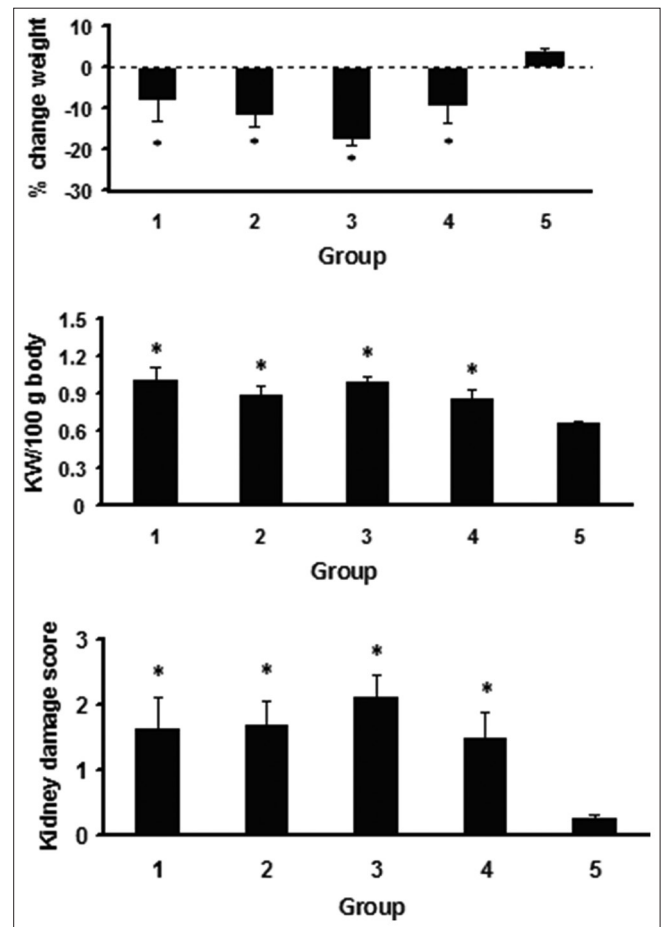 % change weight
10
0
-10
-20
-30
* * * *
1 2 3 4 5
Group
KW/100 g body
1.5
1.2
0.9
0.6
0.3
0
* * * *
1 2 3 4 5
Group
Kidney damage score
3
2
1
0
* * * *
1 2 3 4 5
Group